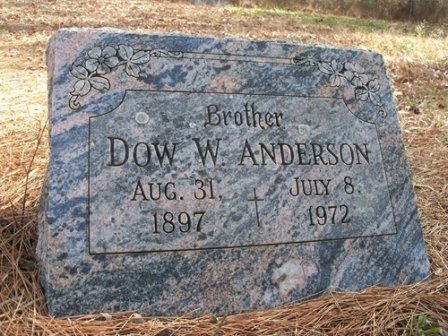 Brother
DOW W. ANDERSON
AUG. 31, JULY 8,
1897 1972